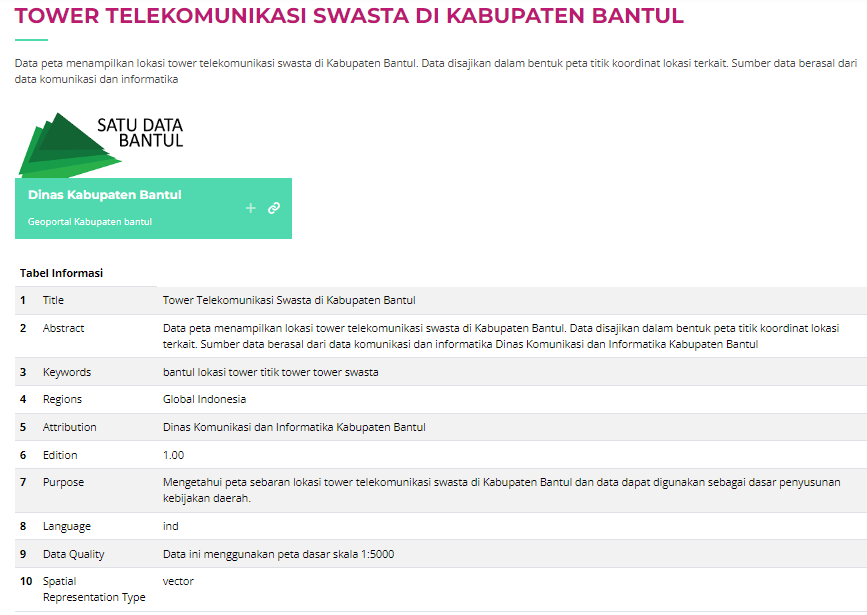 TOWER TELEKOMUNIKASI SWASTA DI KABUPATEN BANTUL
Data peta menampilkan lokasi tower telekomunikasi swasta di Kabupaten Bantul. Data disajikan dalam bentuk peta titik koordinat lokasi terkait. Sumber data berasal dari
data komunikasi dan informatika
SATU DATA
BANTUL
Dinas Kabupaten Bantul
Geoportal Kabupaten bantul
Tabel Informasi
1 Title Tower Telekomunikasi Swasta di Kabupaten Bantul
2 Abstract Data peta menampilkan lokasi tower telekomunikasi swasta di Kabupaten Bantul. Data disajikan dalam bentuk peta titik koordinat lokasi
terkait. Sumber data berasal dari data komunikasi dan informatika Dinas Komunikasi dan Informatika Kabupaten Bantul
3 Keywords bantul lokasi tower titik tower tower swasta
4 Regions Global Indonesia
5 Attribution Dinas Komunikasi dan Informatika Kabupaten Bantul
6 Edition 1.00
7 Purpose Mengetahui peta sebaran lokasi tower telekomunikasi swasta di Kabupaten Bantul dan data dapat digunakan sebagai dasar penyusunan
kebijakan daerah.
8 Language ind
9 Data Quality Data ini menggunakan peta dasar skala 1:5000
10 Spatial vector
Representation Type